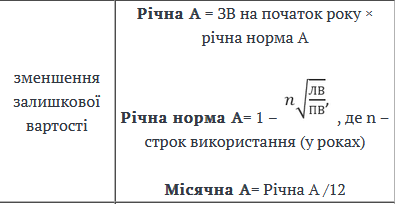 зменшення
залишкової
вартості
Річна А = ЗВ на початок року ×
річна норма А
Річна норма А= 1 – n√(ЛВ/ПВ), , де n –
строк використання (у роках)
Місячна А= Річна А /12